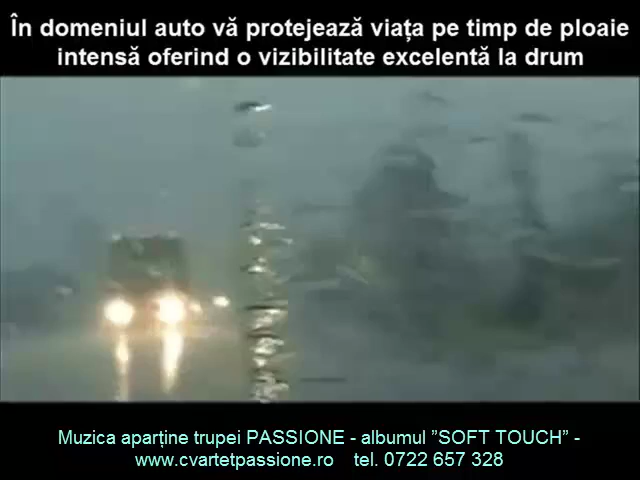 În domeniul auto vă protejează viața pe timp de ploaie
intensă oferind o vizibilitate excelentă la drum
Muzica aparține trupei PASSIONE - albumul ”SOFT TOUCH” -
www.cvartetpassione.ro tel. 0722 657 328